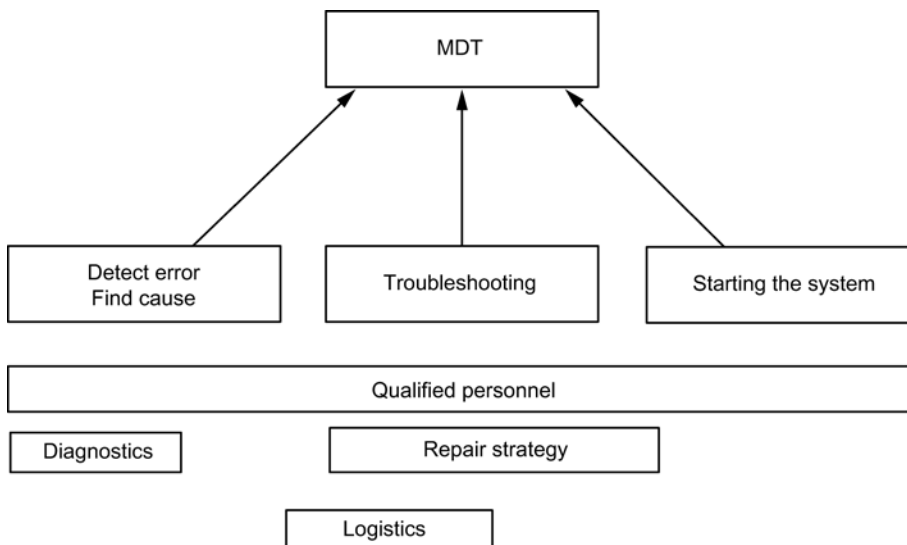 MDT
Detect error
Find cause
Troubleshooting
Starting the system
Qualified personnel
Diagnostics
Repair strategy
Logistics